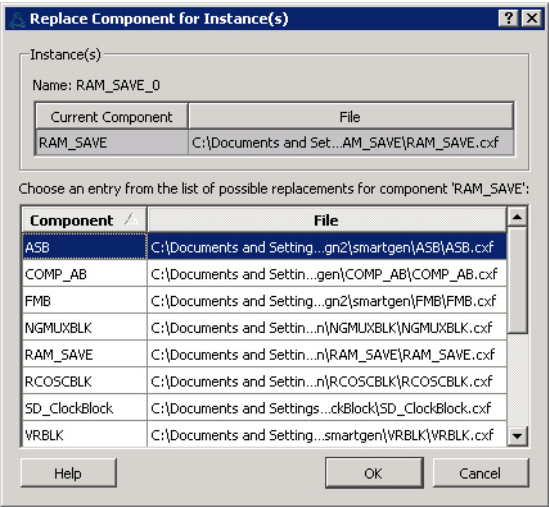 Replace Component for Instance(s)
Instance(s)
Name: RAM_SAVE_0
Current Component File
RAM_SAVE C:\Documents and Set...AM_SAVE\RAM_SAVE.cxf
Choose an entry from the list of possible replacements for component 'RAM_SAVE':
Component File
ASB C:\Documents and Setting...gn2\smartgen\ASB\ASB.cxf
COMP_AB C:\Documents and Settin...gen\COMP_AB\COMP_AB.cxf
FMB C:\Documents and Setting...gn2\smartgen\FMB\FMB.cxf
NGMUXBLK C:\Documents and Settin...n\NGMUXBLK\NGMUXBLK.cxf
RAM_SAVE C:\Documents and Settin...n\RAM_SAVE\RAM_SAVE.cxf
RCOSCBLK C:\Documents and Settin...n\RCOSCBLK\RCOSCBLK.cxf
SD_ClockBlock C:\Documents and Settings...ckBlock\SD_ClockBlock.cxf
VRBLK C:\Documents and Setting...smartgen\VRBLK\VRBLK.cxf
Help OK Cancel